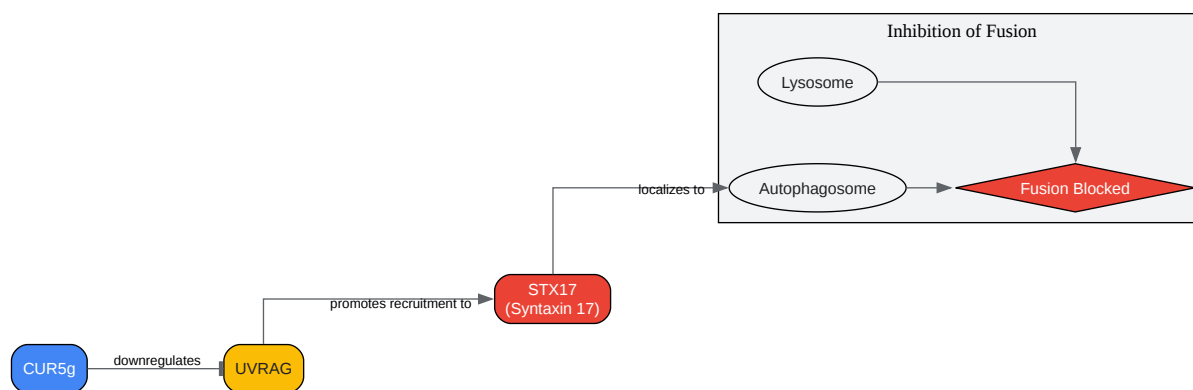 Inhibition of Fusion
Lysosome
Autophagosome
Fusion Blocked
localizes to
STX17
(Syntaxin 17)
promotes recruitment to
CUR5g
downregulates
UVRAG